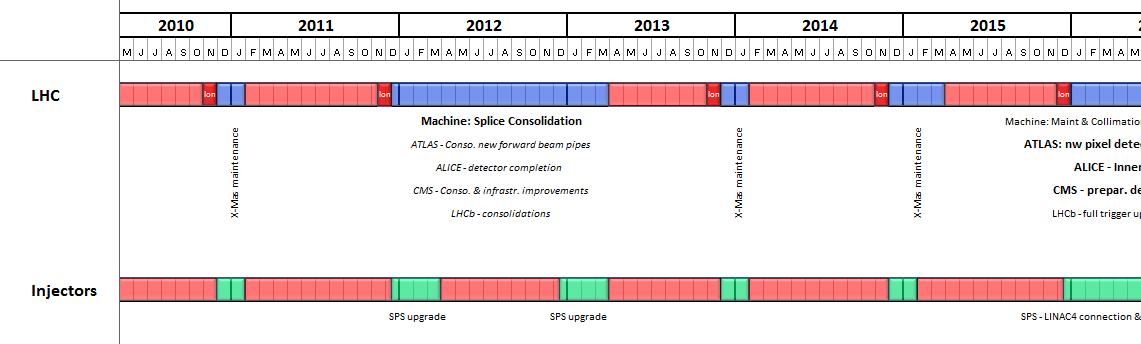 2010 2011 2012 2013 2014 2015
M J J A S O N D J F M A M J J A S O N D J F M A M J J A S O N D J F M A M J J A S O N D J F M A M J J A S O N D J F M A M J J A S O N D J F M A M
LHC Ion Ion Ion Ion Ion
Machine: Splice Consolidation
Machine: Maint & Collimatio
ATLAS - Conso. new forward beam pipes
ATLAS: nw pixel dete
ALICE - detector completion
ALICE - Inner
CMS - Conso. & infrastr. improvements
CMS - prepar. de
LHCb - consolidations
LHCb - full trigger up
X-Mas maintenance
X-Mas maintenance
X-Mas maintenance
Injectors
SPS upgrade
SPS upgrade
SPS - LINAC4 connection &